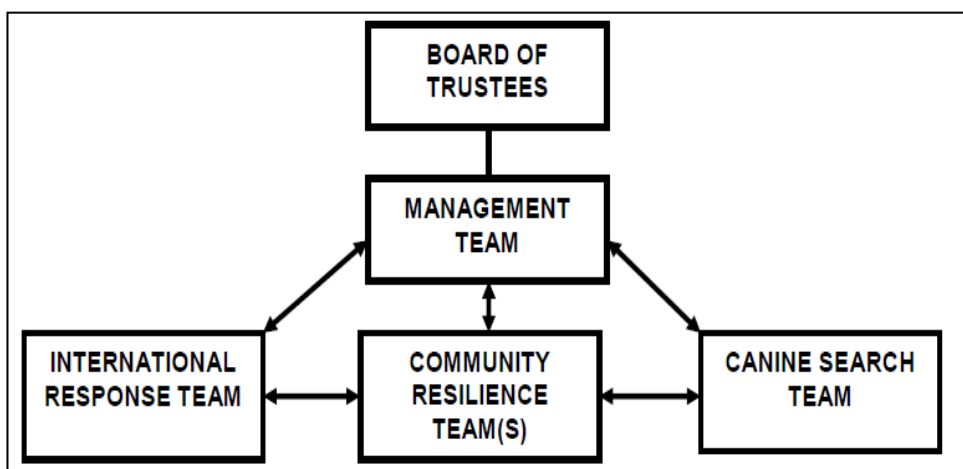 BOARD OF
TRUSTEES
MANAGEMENT
TEAM
INTERNATIONAL
RESPONSE TEAM
COMMUNITY
RESILIENCE
TEAM(S)
CANINE SEARCH
TEAM